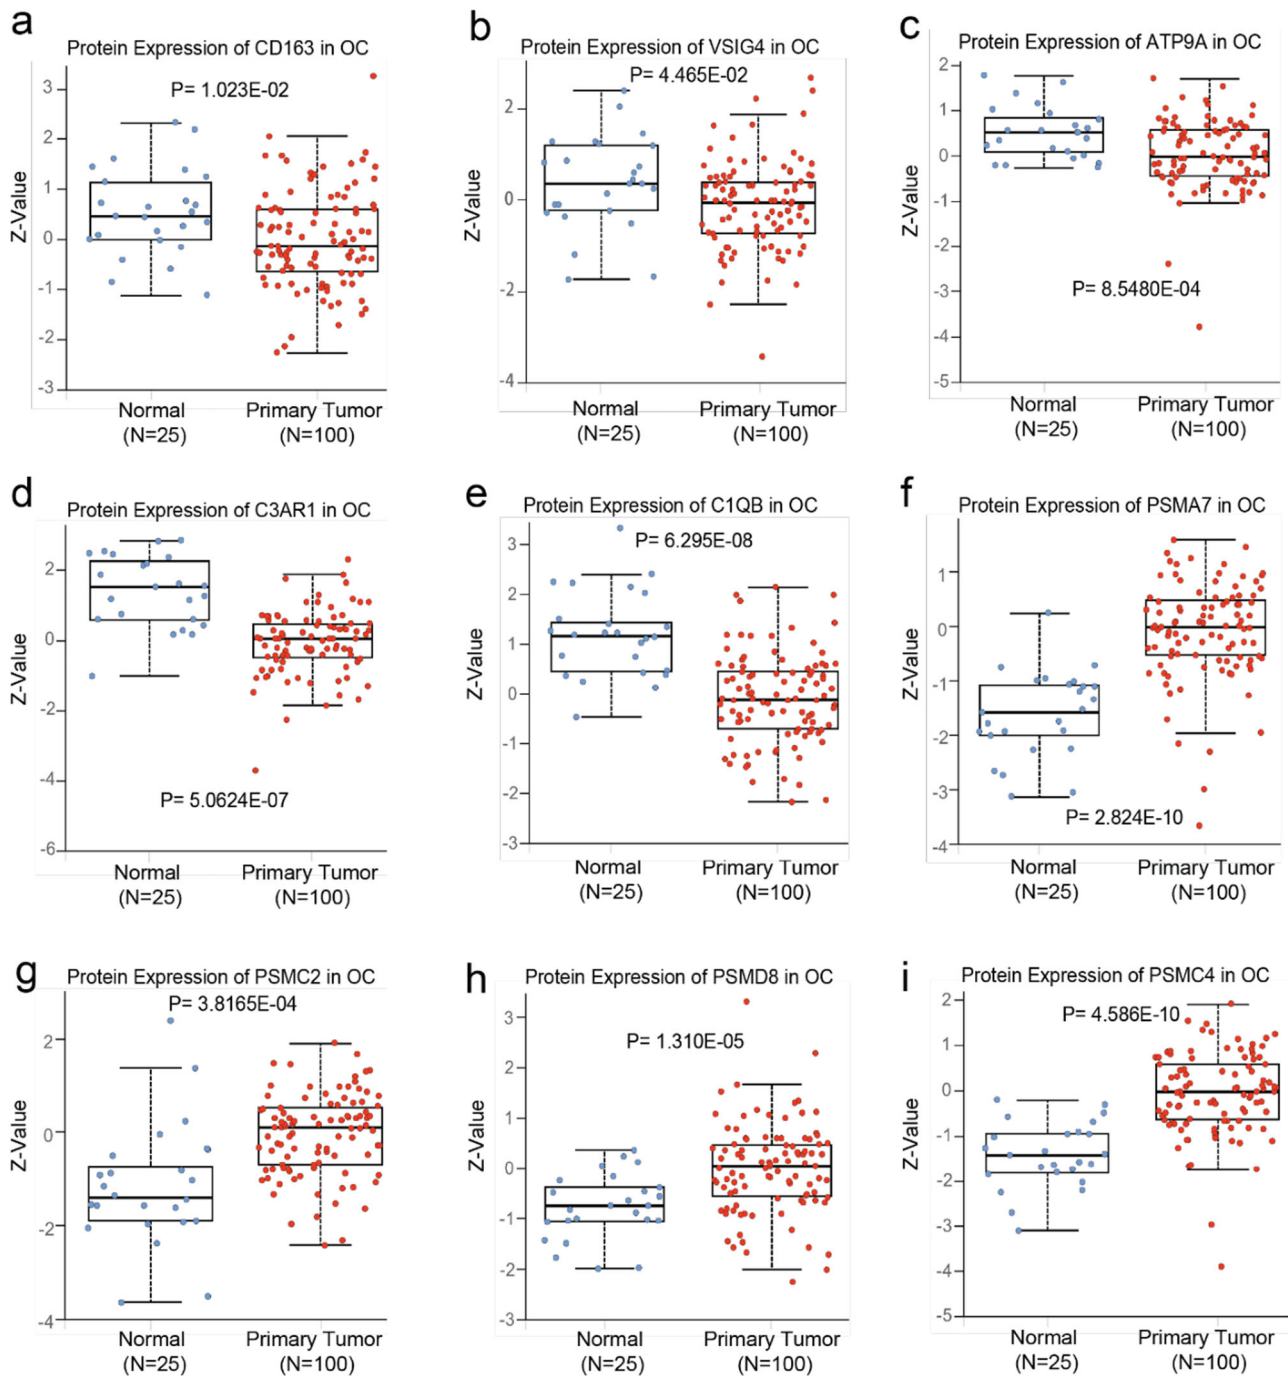 a
Protein Expression of CD163 in OC
P= 1.023E-02
Z-Value
3
2
1
0
-1
-2
-3
Normal
(N=25)
Primary Tumor
(N=100)
b
Protein Expression of VSIG4 in OC
P= 4.465E-02
Z-Value
2
0
-2
-4
Normal
(N=25)
Primary Tumor
(N=100)
c
Protein Expression of ATP9A in OC
P= 8.5480E-04
Z-Value
2
1
0
-1
-2
-3
-4
-5
Normal
(N=25)
Primary Tumor
(N=100)
d
Protein Expression of C3AR1 in OC
P= 5.0624E-07
Z-Value
2
0
-2
-4
-6
Normal
(N=25)
Primary Tumor
(N=100)
e
Protein Expression of C1QB in OC
P= 6.295E-08
Z-Value
3
2
1
0
-1
-2
-3
Normal
(N=25)
Primary Tumor
(N=100)
f
Protein Expression of PSMA7 in OC
P= 2.824E-10
Z-Value
1
0
-1
-2
-3
-4
Normal
(N=25)
Primary Tumor
(N=100)
g
Protein Expression of PSMC2 in OC
P= 3.8165E-04
Z-Value
2
0
-2
-4
Normal
(N=25)
Primary Tumor
(N=100)
h
Protein Expression of PSMD8 in OC
P= 1.310E-05
Z-Value
3
2
1
0
-1
-2
-3
Normal
(N=25)
Primary Tumor
(N=100)
i
Protein Expression of PSMC4 in OC
P= 4.586E-10
Z-Value
2
1
0
-1
-2
-3
-4
-5
Normal
(N=25)
Primary Tumor
(N=100)